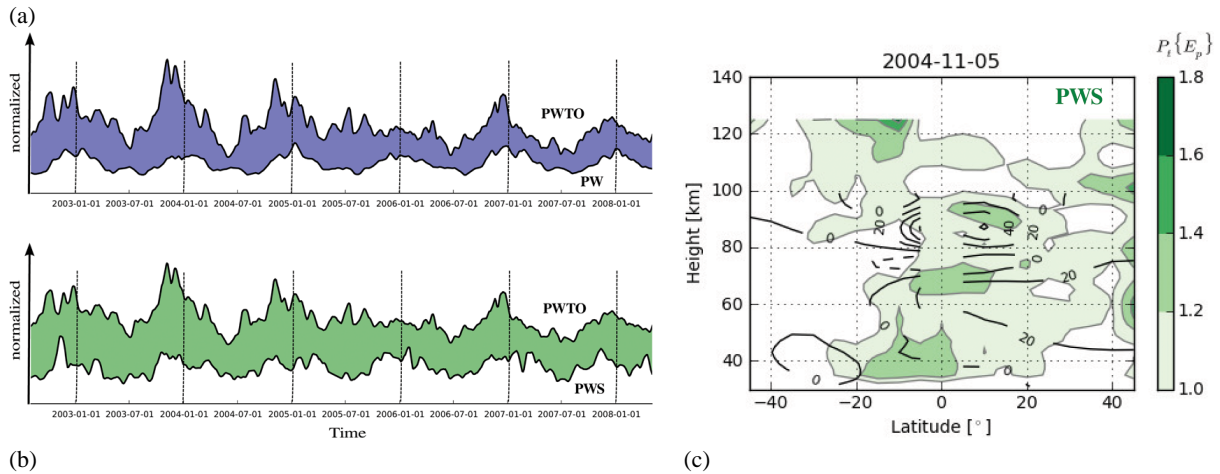 (a)
normalized
PWTO
PW
2003-01-01 2003-07-01 2004-01-01 2004-07-01 2005-01-01 2005-07-01 2006-01-01 2006-07-01 2007-01-01 2007-07-01 2008-01-01
normalized
PWTO
PWS
2003-01-01 2003-07-01 2004-01-01 2004-07-01 2005-01-01 2005-07-01 2006-01-01 2006-07-01 2007-01-01 2007-07-01 2008-01-01
Time
(b)
2004-11-05
P_t{E_p}
PWS
Height [km]
140
120
100
80
60
40
0
20
0
40
20
0
0
20
0
20
0
0
−40 −20 0 20 40
Latitude [°]
1.8
1.6
1.4
1.2
1.0
(c)